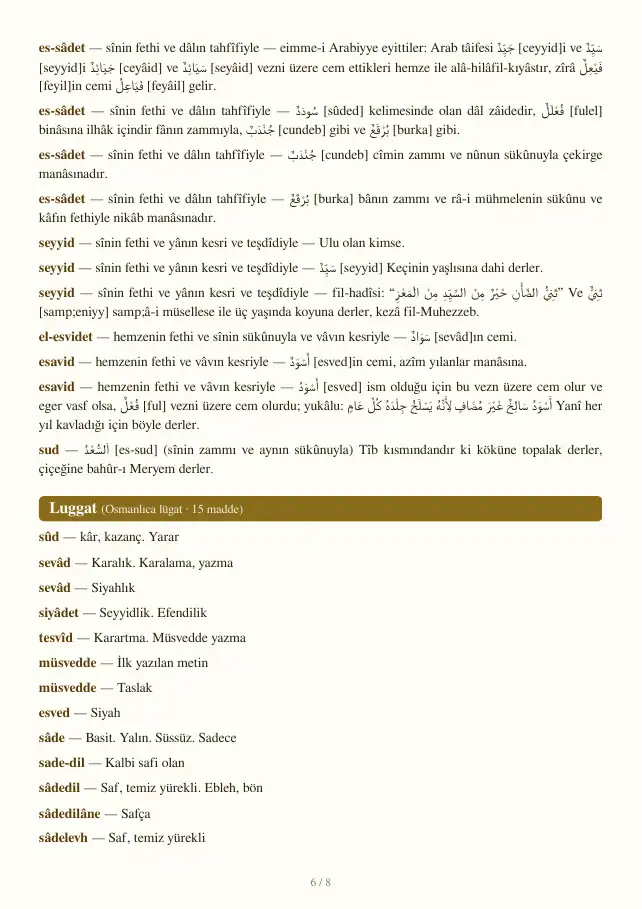 es-sâdet — sînin fethi ve dâlın tahfîfiyle — eimme-i Arabiyye eyittiler: Arab tâifesi جَيِّدٌ [ceyyid]i ve سَيِّدٌ
[seyyid]i جَيَائِدُ [ceyâid] ve سَيَائِدُ [seyâid] vezni üzere cem ettikleri hemze ile alâ-hilâfil-kıyâstır, zîrâ فَيْعِلٌ
[feyil]in cemi فَيَاعِلُ [feyâil] gelir.
es-sâdet — sînin fethi ve dâlın tahfîfiyle — سُودَدٌ [sûded] kelimesinde olan dâl zâidedir, فُعْلَلٌ [fulel]
binâsına ilhâk içindir fânın zammıyla, جُنْدَبٌ [cundeb] gibi ve بُرْقَعٌ [burka] gibi.
es-sâdet — sînin fethi ve dâlın tahfîfiyle — جُنْدَبٌ [cundeb] cîmin zammı ve nûnun sükûnuyla çekirge
manâsınadır.
es-sâdet — sînin fethi ve dâlın tahfîfiyle — بُرْقَعٌ [burka] bânın zammı ve râ-i mühmelenin sükûnu ve
kâfın fethiyle nikâb manâsınadır.
seyyid — sînin fethi ve yânın kesri ve teşdîdiyle — Ulu olan kimse.
seyyid — sînin fethi ve yânın kesri ve teşdîdiyle — سَيِّدٌ [seyyid] Keçinin yaşlısına dahi derler.
seyyid — sînin fethi ve yânın kesri ve teşdîdiyle — fil-hadîsi: “ثَنِيُّ الضَّأْنِ خَيْرٌ مِنَ السَّيِّدِ مِنَ الْمَعْزِ” Ve ثَنِيٌّ
[samp;eniyy] samp;â-i müsellese ile üç yaşında koyuna derler, kezâ fil-Muhezzeb.
el-esvidet — hemzenin fethi ve sînin sükûnuyla ve vânın kesriyle — سَوَادٌ [sevâd]ın cemi.
esavid — hemzenin fethi ve vâvın kesriyle — أَسْوَدُ [esved]in cemi, azîm yılanlar manâsına.
esavid — hemzenin fethi ve vâvın kesriyle — أَسْوَدُ [esved] ism olduğu için bu vezn üzere cem olur ve
eger vasf olsa, فُعْلٌ [ful] vezni üzere cem olurdu; yukâlu: أَسْوَدُ سَالِخٌ غَيْرَ مُضَافٍ لِأَنَّهُ يَسْلَخُ جِلْدَهُ كُلَّ عَامٍ Yanî her
yıl kavladığı için böyle derler.
sud — اَلسُّعْدُ [es-sud] (sînin zammı ve aynın sükûnuyla) Tîb kısmındandır ki köküne topalak derler,
çiçeğine bahûr-ı Meryem derler.
Luggat (Osmanlıca lügat · 15 madde)
sûd — kâr, kazanç. Yarar
sevâd — Karalık. Karalama, yazma
sevâd — Siyahlık
siyâdet — Seyyidlik. Efendilik
tesvîd — Karartma. Müsvedde yazma
müsvedde — İlk yazılan metin
müsvedde — Taslak
esved — Siyah
sâde — Basit. Yalın. Süssüz. Sadece
sade-dil — Kalbi safi olan
sâdedil — Saf, temiz yürekli. Ebleh, bön
sâdedilâne — Safça
sâdelevh — Saf, temiz yürekli
6 / 8